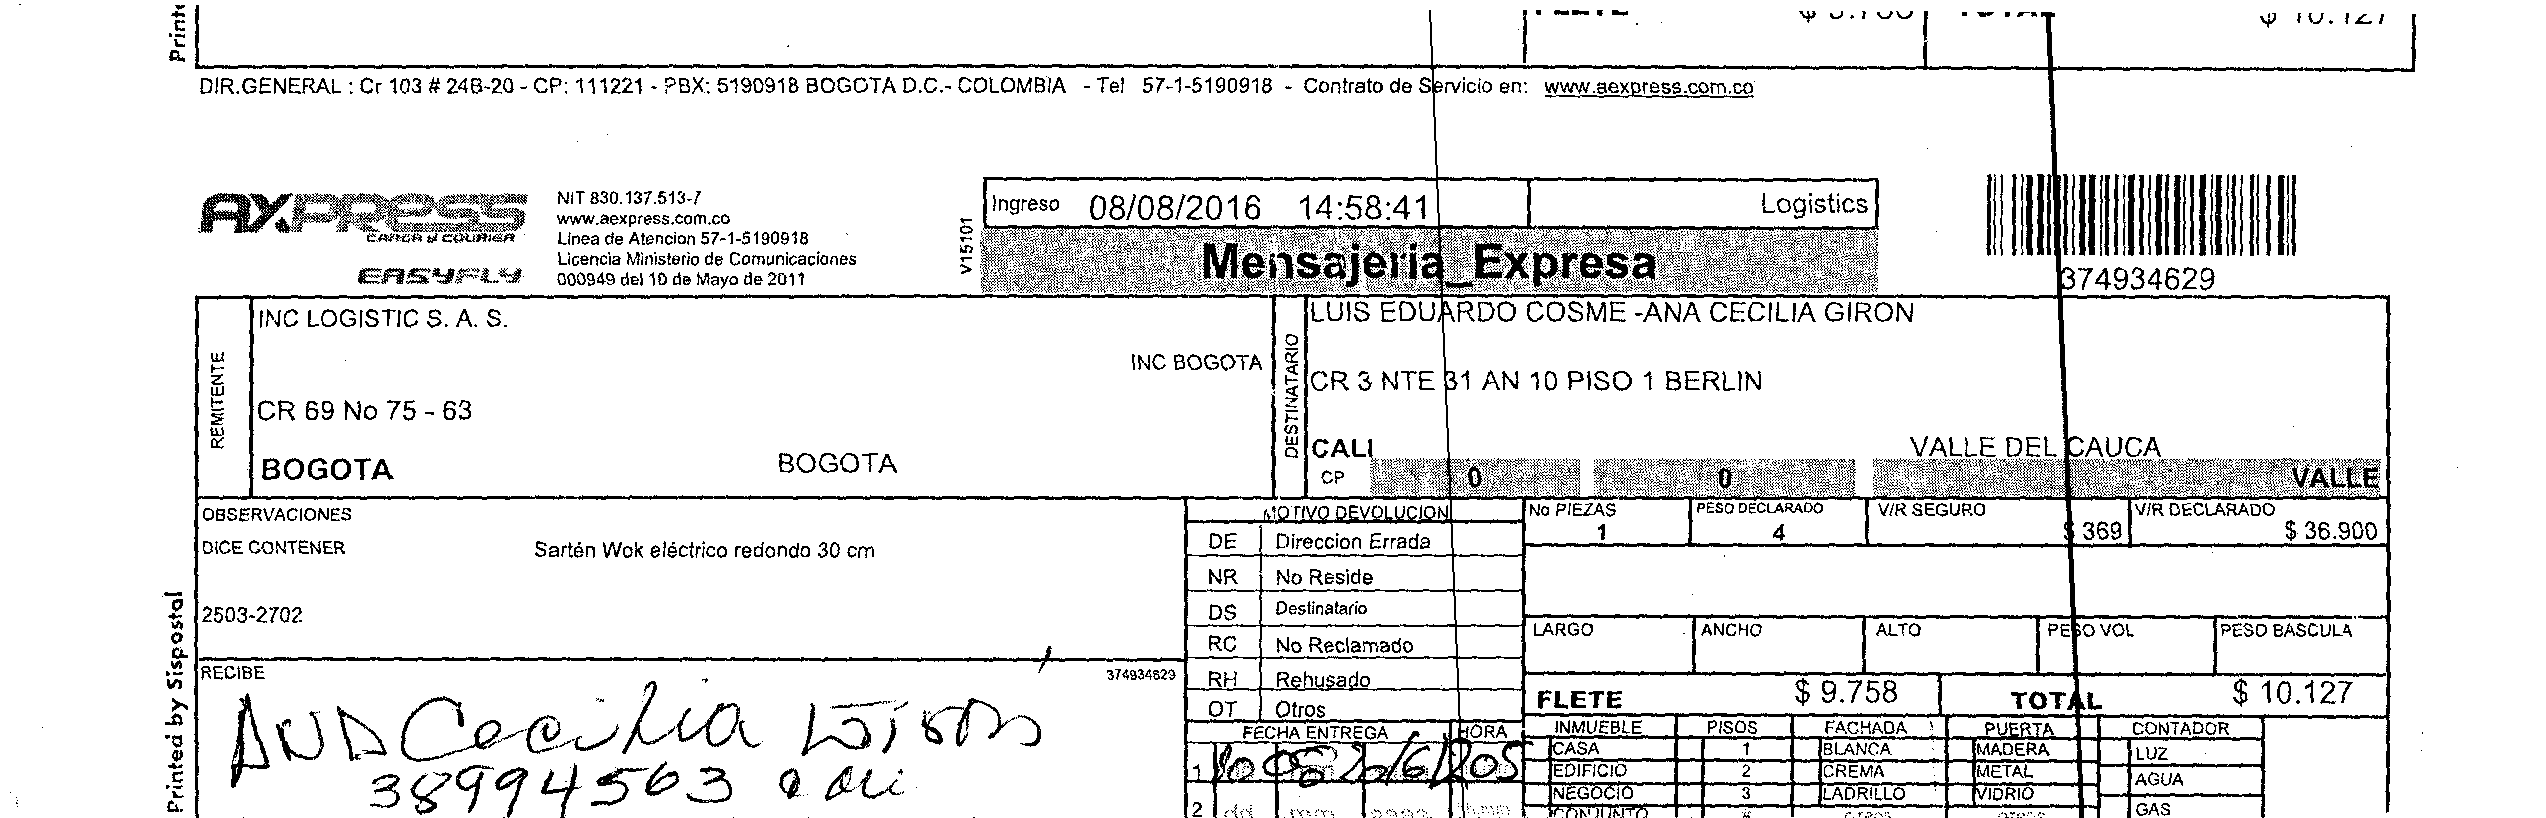 Printe
FLETE $ 9.758 TOTAL $ 10.127
DIR.GENERAL : Cr 103 # 24B-20 - CP: 111221 - PBX: 5190918 BOGOTA D.C.- COLOMBIA - Tel 57-1-5190918 - Contrato de Servicio en: www.aexpress.com.co
AXPRESS
CARGA Y COURIER
EASYFLY
NIT 830.137.513-7
www.aexpress.com.co
Linea de Atencion 57-1-5190918
Licencia Ministerio de Comunicaciones
000949 del 10 de Mayo de 2011
V15101
Ingreso 08/08/2016 14:58:41 Logistics
Mensajeria_Expresa
374934629
REMITENTE
INC LOGISTIC S. A. S.
INC BOGOTA
CR 69 No 75 - 63
BOGOTA BOGOTA
DESTINATARIO
LUIS EDUARDO COSME -ANA CECILIA GIRON
CR 3 NTE 31 AN 10 PISO 1 BERLIN
CALI VALLE DEL CAUCA
CP 0 0 VALLE
OBSERVACIONES
DICE CONTENER Sartén Wok eléctrico redondo 30 cm
2503-2702
MOTIVO DEVOLUCION
DE Direccion Errada
NR No Reside
DS Destinatario
RC No Reclamado
RH Rehusado
OT Otros
No PIEZAS PESO DECLARADO V/R SEGURO V/R DECLARADO
1 4 $ 369 $ 36.900
LARGO ANCHO ALTO PESO VOL PESO BASCULA
FLETE $ 9.758 TOTAL $ 10.127
Printed by Sispostal
RECIBE 374934629
ANA Cecilia
38994563
FECHA ENTREGA HORA
1
2 dd mm aaaa
INMUEBLE PISOS FACHADA PUERTA CONTADOR
CASA 1 BLANCA MADERA LUZ
EDIFICIO 2 CREMA METAL AGUA
NEGOCIO 3 LADRILLO VIDRIO GAS
CONJUNTO